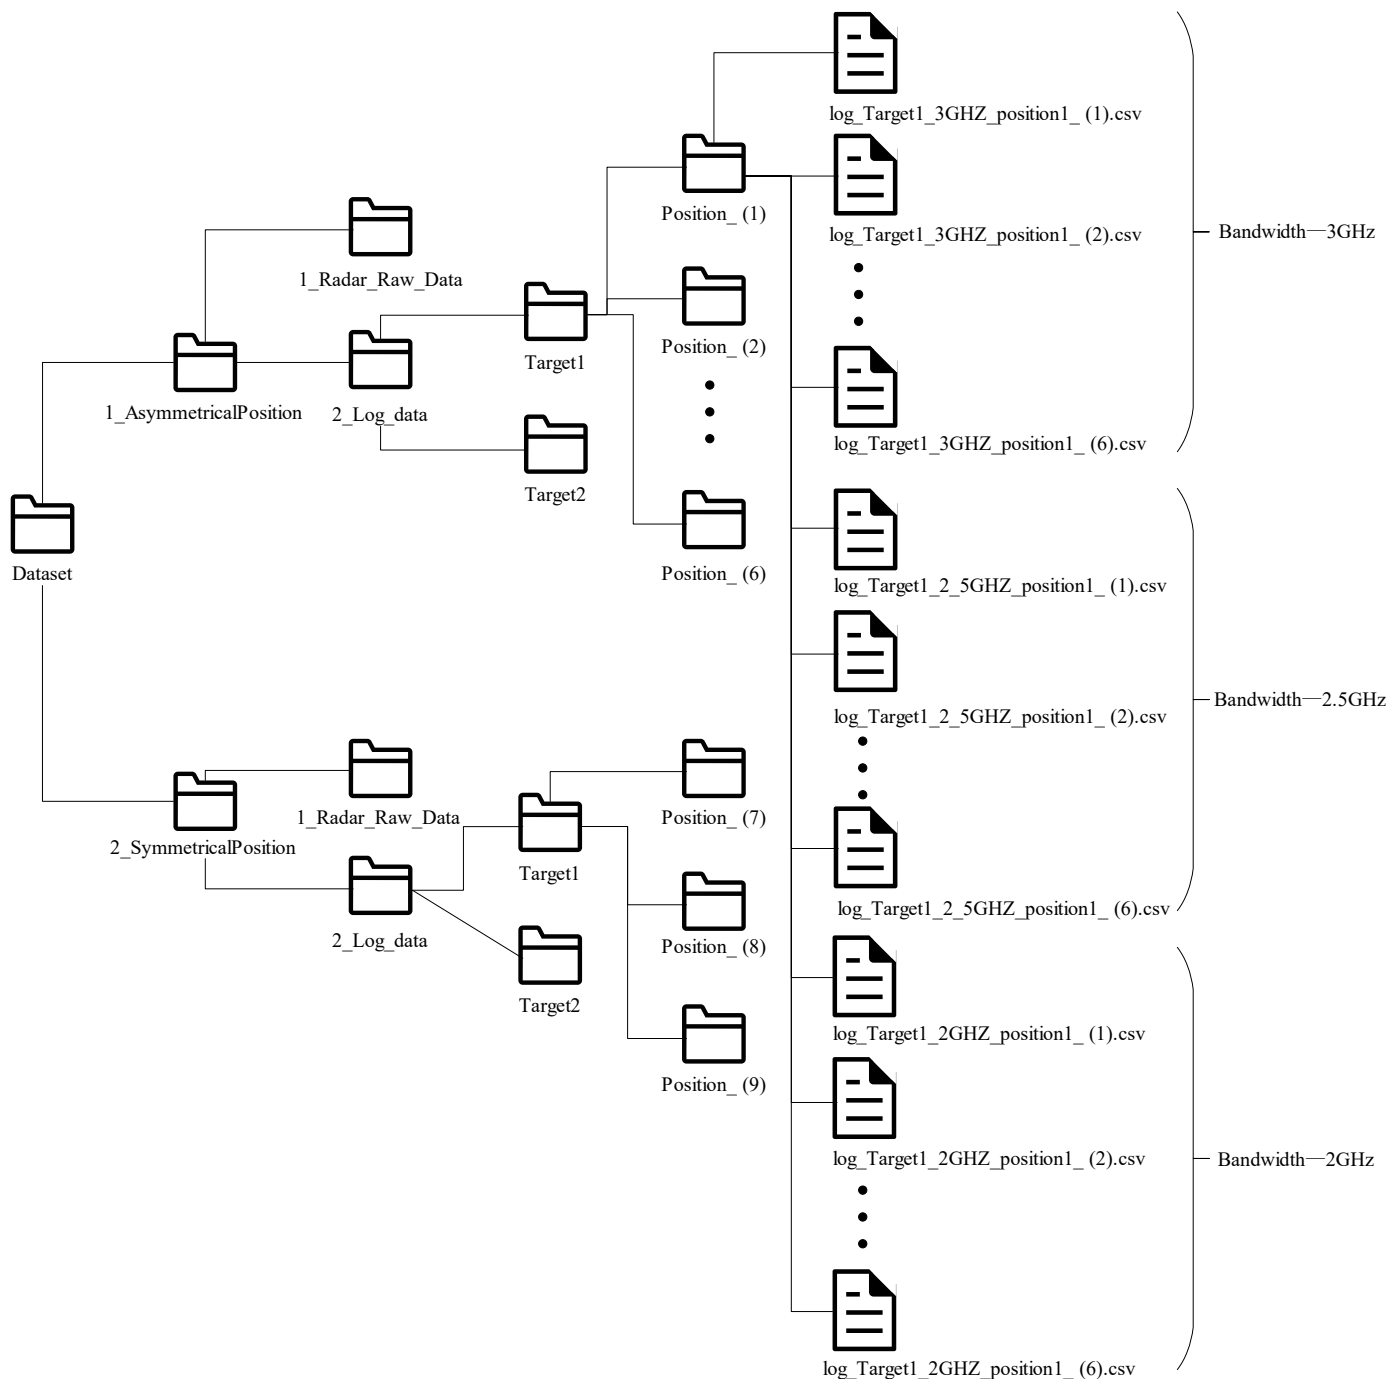 Dataset
1_AsymmetricalPosition
1_Radar_Raw_Data
2_Log_data
Target1
Target2
Position_ (1)
Position_ (2)
Position_ (6)
log_Target1_3GHZ_position1_ (1).csv
log_Target1_3GHZ_position1_ (2).csv
log_Target1_3GHZ_position1_ (6).csv
Bandwidth—3GHz
log_Target1_2_5GHZ_position1_ (1).csv
log_Target1_2_5GHZ_position1_ (2).csv
log_Target1_2_5GHZ_position1_ (6).csv
Bandwidth—2.5GHz
log_Target1_2GHZ_position1_ (1).csv
log_Target1_2GHZ_position1_ (2).csv
log_Target1_2GHZ_position1_ (6).csv
Bandwidth—2GHz
2_SymmetricalPosition
1_Radar_Raw_Data
2_Log_data
Target1
Target2
Position_ (7)
Position_ (8)
Position_ (9)